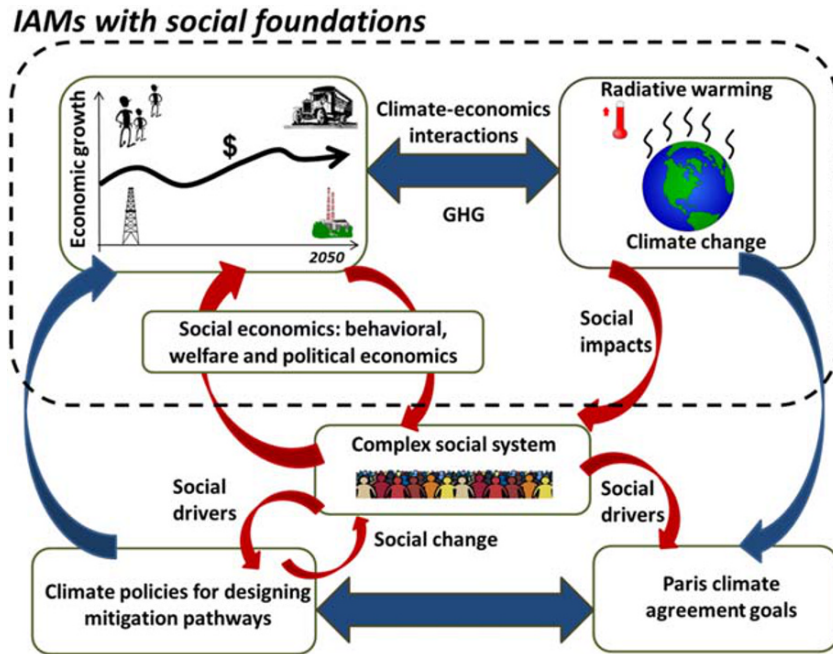 IAMs with social foundations
Economic growth
$
2050
Climate-economics
interactions
GHG
Radiative warming
Climate change
Social economics: behavioral,
welfare and political economics
Social
impacts
Complex social system
Social
drivers
Social change
Social
drivers
Climate policies for designing
mitigation pathways
Paris climate
agreement goals